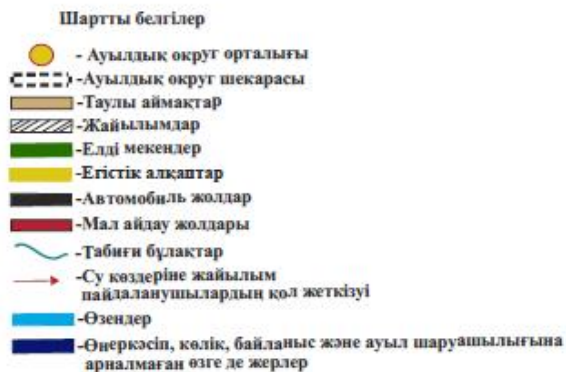 Шартты белгілер
- Ауылдық округ орталығы
-Ауылдық округ шекарасы
-Таулы аймақтар
-Жайылымдар
-Елді мекендер
-Егістік алқаптар
-Автомобиль жолдар
-Мал айдау жолдары
-Табиғи бұлақтар
-Су көздеріне жайылым
пайдаланушылардың қол жеткізуі
-Өзендер
-Өнеркәсіп, көлік, байланыс және ауыл шаруашылығына
арналмаған өзге де жерлер